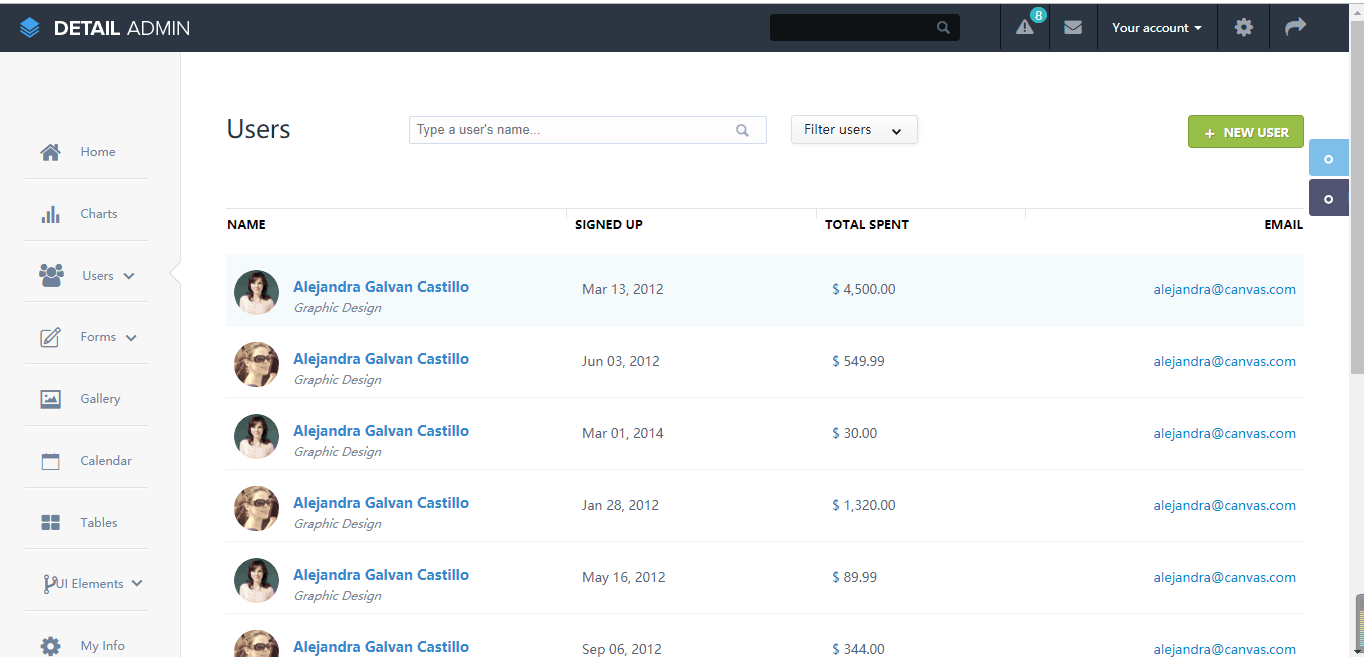 DETAIL ADMIN
8
Your account
Home
Charts
Users
Forms
Gallery
Calendar
Tables
UI Elements
My Info
Users
Type a user's name...
Filter users
+ NEW USER
NAME SIGNED UP TOTAL SPENT EMAIL
Alejandra Galvan Castillo Mar 13, 2012 $ 4,500.00 alejandra@canvas.com
Graphic Design
Alejandra Galvan Castillo Jun 03, 2012 $ 549.99 alejandra@canvas.com
Graphic Design
Alejandra Galvan Castillo Mar 01, 2014 $ 30.00 alejandra@canvas.com
Graphic Design
Alejandra Galvan Castillo Jan 28, 2012 $ 1,320.00 alejandra@canvas.com
Graphic Design
Alejandra Galvan Castillo May 16, 2012 $ 89.99 alejandra@canvas.com
Graphic Design
Alejandra Galvan Castillo Sep 06, 2012 $ 344.00 alejandra@canvas.com